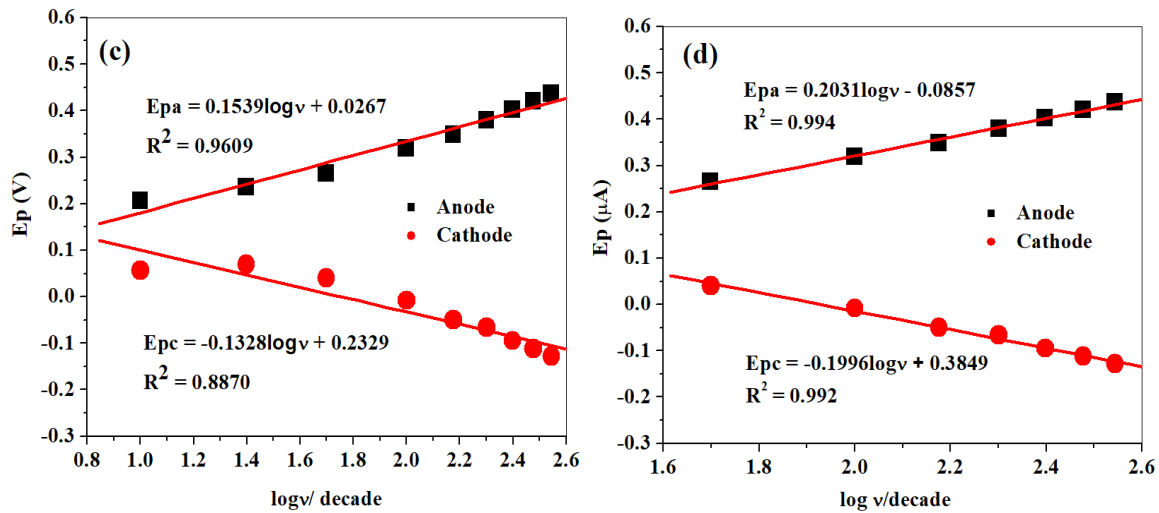 (c)
Epa = 0.1539logν + 0.0267
R² = 0.9609
Anode
Cathode
Epc = -0.1328logν + 0.2329
R² = 0.8870
Ep (V)
0.6
0.5
0.4
0.3
0.2
0.1
0.0
-0.1
-0.2
-0.3
0.8 1.0 1.2 1.4 1.6 1.8 2.0 2.2 2.4 2.6
logν/ decade
(d)
Epa = 0.2031logν - 0.0857
R² = 0.994
Anode
Cathode
Epc = -0.1996logν + 0.3849
R² = 0.992
Ep (μA)
0.6
0.5
0.4
0.3
0.2
0.1
0.0
-0.1
-0.2
-0.3
1.6 1.8 2.0 2.2 2.4 2.6
log ν/decade